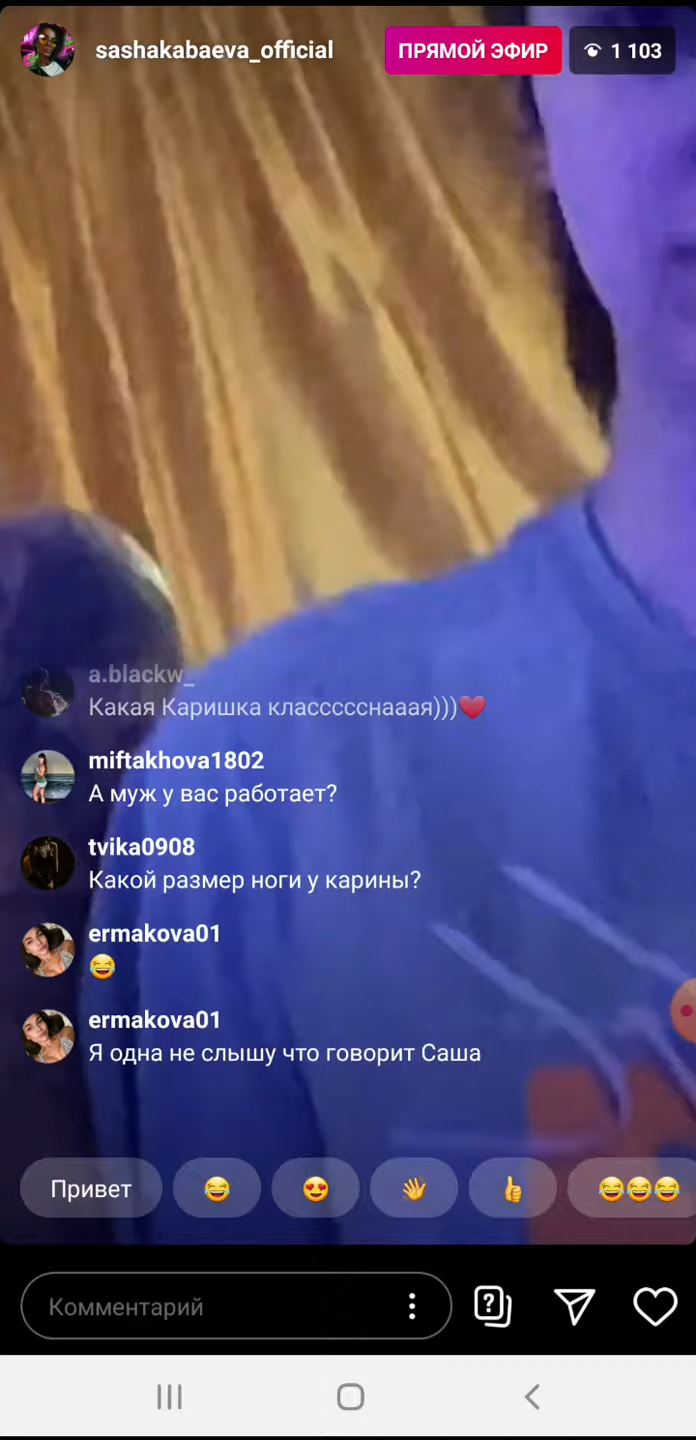 sashakabaeva_official
ПРЯМОЙ ЭФИР
1 103
a.blackw_
Какая Каришка классссснааая)))❤️
miftakhova1802
А муж у вас работает?
tvika0908
Какой размер ноги у карины?
ermakova01
😂
ermakova01
Я одна не слышу что говорит Саша
Привет
😂
😍
👋
👍
😂😂😂
Комментарий